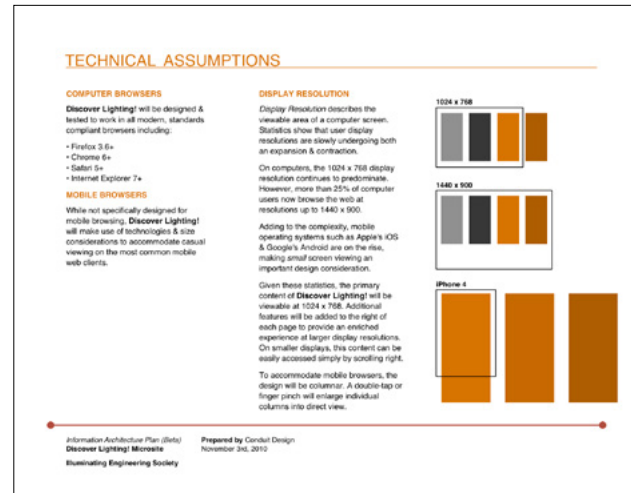 TECHNICAL ASSUMPTIONS
COMPUTER BROWSERS
Discover Lighting! will be designed &
tested to work in all modern, standards
compliant browsers including:
• Firefox 3.6+
• Chrome 6+
• Safari 5+
• Internet Explorer 7+
MOBILE BROWSERS
While not specifically designed for
mobile browsing, Discover Lighting!
will make use of technologies & size
considerations to accommodate casual
viewing on the most common mobile
web clients.
DISPLAY RESOLUTION
Display Resolution describes the
viewable area of a computer screen.
Statistics show that user display
resolutions are slowly undergoing both
an expansion & contraction.
On computers, the 1024 x 768 display
resolution continues to predominate.
However, more than 25% of computer
users now browse the web at
resolutions up to 1440 x 900.
Adding to the complexity, mobile
operating systems such as Apple's iOS
& Google's Android are on the rise,
making small screen viewing an
important design consideration.
Given these statistics, the primary
content of Discover Lighting! will be
viewable at 1024 x 768. Additional
features will be added to the right of
each page to provide an enriched
experience at larger display resolutions.
On smaller displays, this content can be
easily accessed simply by scrolling right.
To accommodate mobile browsers, the
design will be columnar. A double-tap or
finger pinch will enlarge individual
columns into direct view.
1024 x 768
1440 x 900
iPhone 4
Information Architecture Plan (Beta)
Discover Lighting! Microsite
Illuminating Engineering Society
Prepared by Conduit Design
November 3rd, 2010